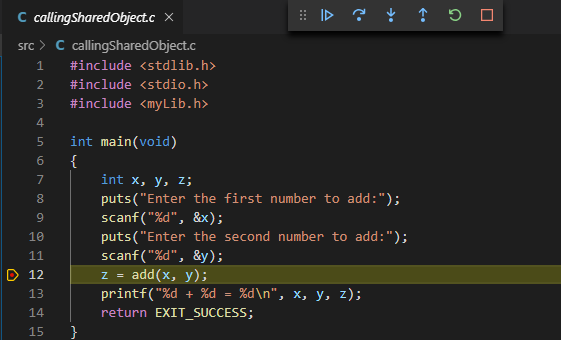 C callingSharedObject.c ×
src > C callingSharedObject.c
1 #include <stdlib.h>
2 #include <stdio.h>
3 #include <myLib.h>
4
5 int main(void)
6 {
7 int x, y, z;
8 puts("Enter the first number to add:");
9 scanf("%d", &x);
10 puts("Enter the second number to add:");
11 scanf("%d", &y);
12 z = add(x, y);
13 printf("%d + %d = %d\n", x, y, z);
14 return EXIT_SUCCESS;
15 }